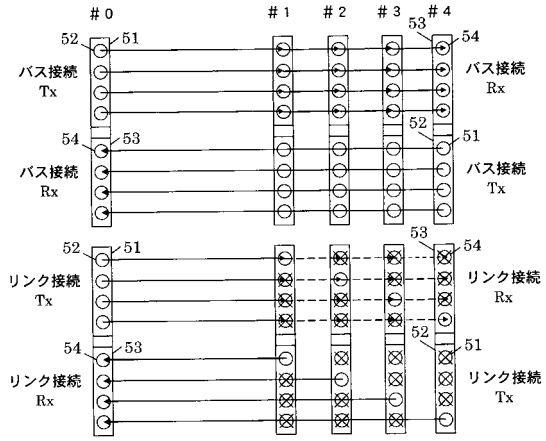 #0 #1 #2 #3 #4
52 51 53 54
バス接続 Tx バス接続 Rx
54 53 52 51
バス接続 Rx バス接続 Tx
52 51 53 54
リンク接続 Tx リンク接続 Rx
54 53 52 51
リンク接続 Rx リンク接続 Tx